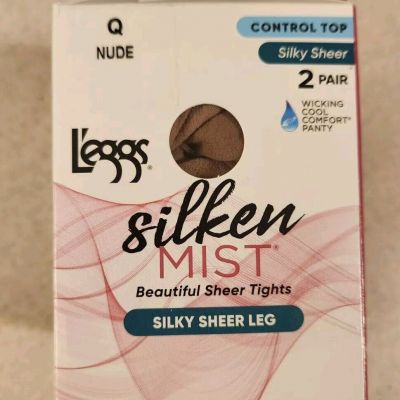 Q
NUDE
CONTROL TOP
Silky Sheer
2 PAIR
WICKING
COOL
COMFORT®
PANTY
L'eggs®
silken
MIST®
Beautiful Sheer Tights
SILKY SHEER LEG